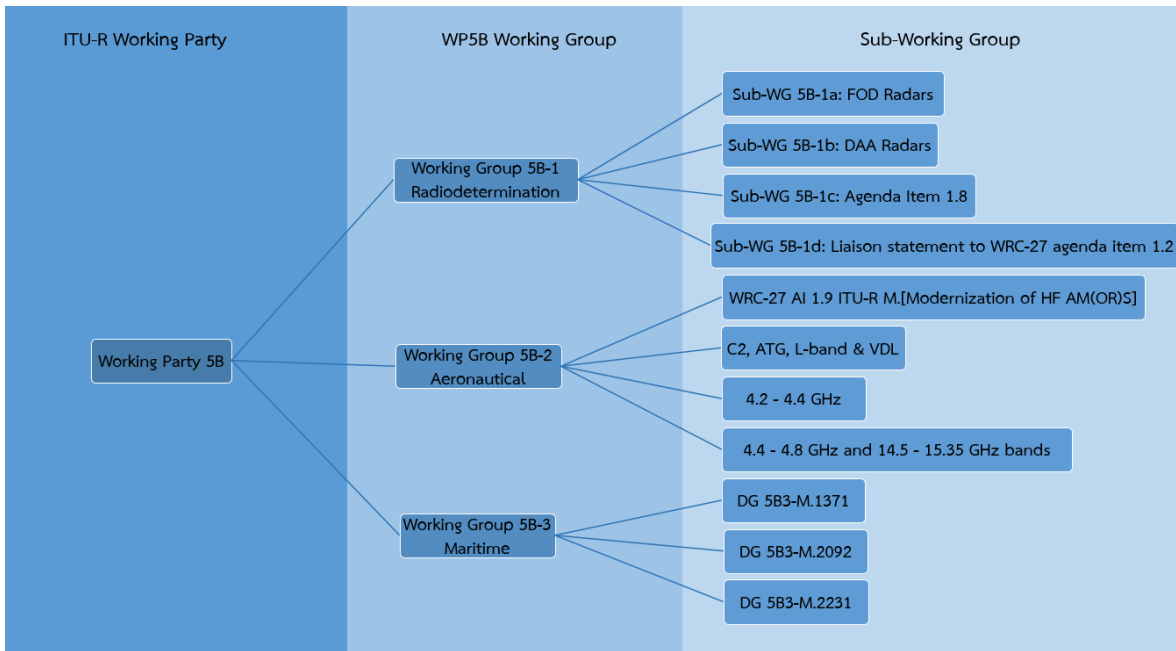 ITU-R Working Party
WP5B Working Group
Sub-Working Group
Working Party 5B
Working Group 5B-1
Radiodetermination
Sub-WG 5B-1a: FOD Radars
Sub-WG 5B-1b: DAA Radars
Sub-WG 5B-1c: Agenda Item 1.8
Sub-WG 5B-1d: Liaison statement to WRC-27 agenda item 1.2
Working Group 5B-2
Aeronautical
WRC-27 AI 1.9 ITU-R M.[Modernization of HF AM(OR)S]
C2, ATG, L-band & VDL
4.2 - 4.4 GHz
4.4 - 4.8 GHz and 14.5 - 15.35 GHz bands
Working Group 5B-3
Maritime
DG 5B3-M.1371
DG 5B3-M.2092
DG 5B3-M.2231